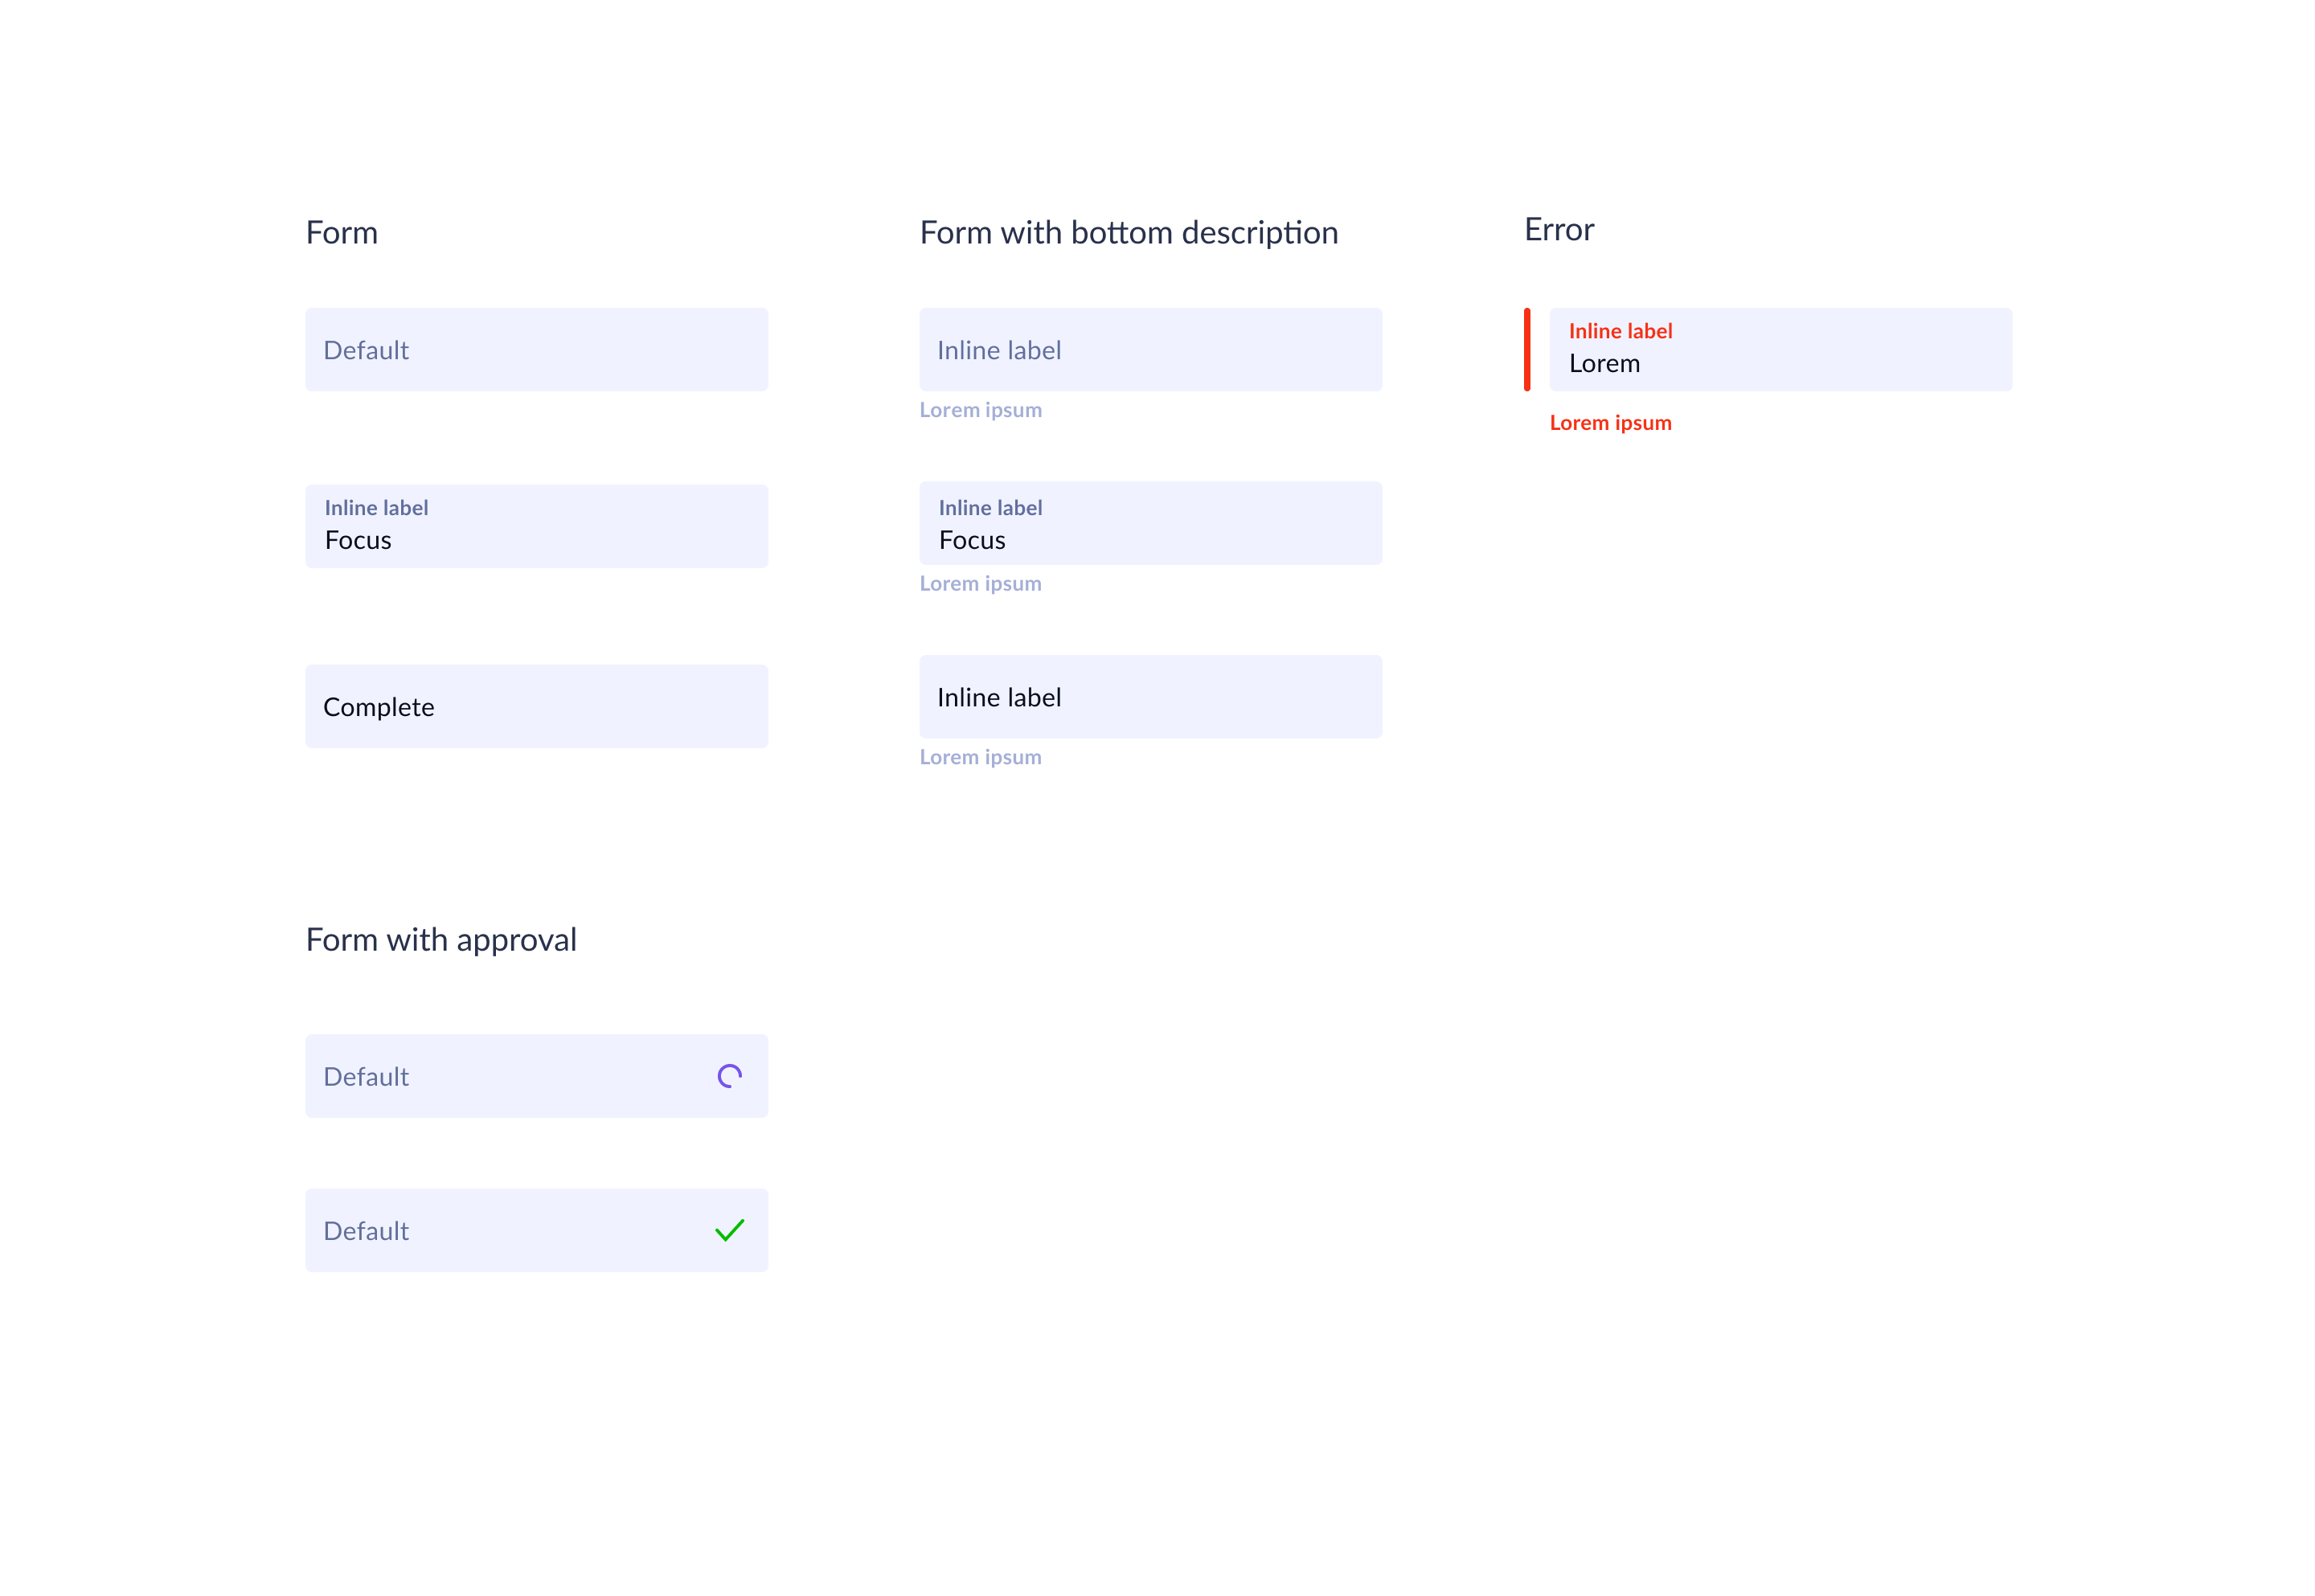 Form
Default
Inline label
Focus
Complete
Form with bottom description
Inline label
Lorem ipsum
Inline label
Focus
Lorem ipsum
Inline label
Lorem ipsum
Error
Inline label
Lorem
Lorem ipsum
Form with approval
Default
Default